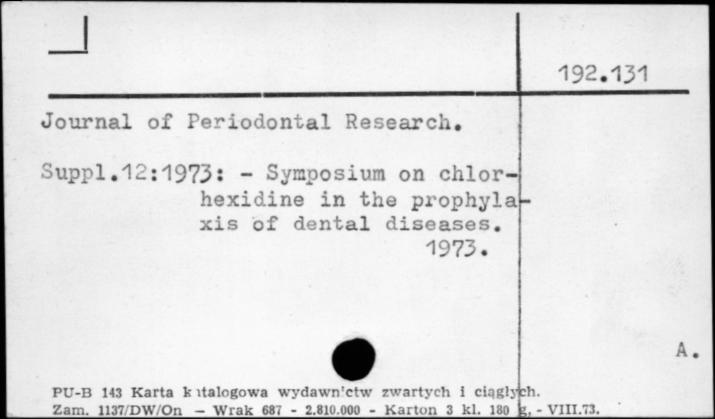 192.131
Journal of Periodontal Research.
Suppl.12:1973: - Symposium on chlor-
hexidine in the prophyla-
xis of dental diseases.
1973.
A.
PU-B 143 Karta katalogowa wydawn'ctw zwartych i ciągłych.
Zam. 1137/DW/On — Wrak 687 - 2.810.000 - Karton 3 kl. 180 g, - VIII.73.